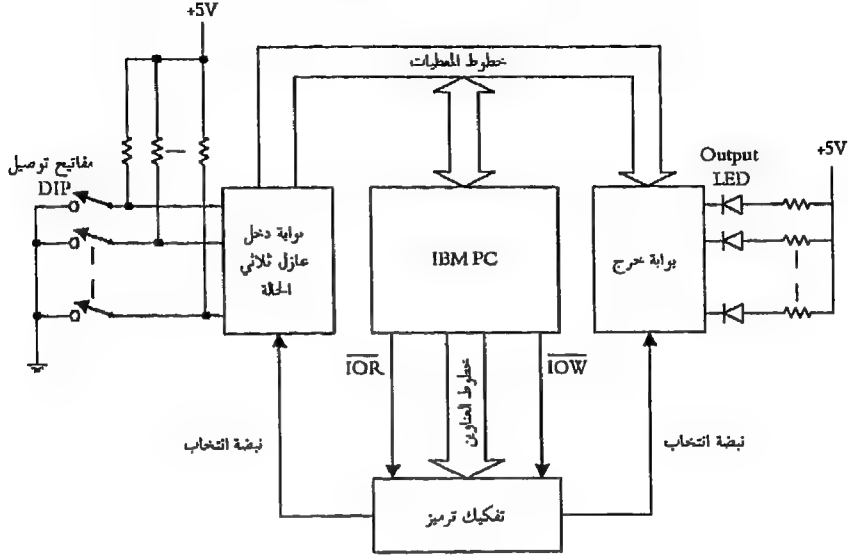 +5V
خطوط المعطيات
مفاتيح توصيل
DIP
Output
LED
+5V
بوابة دخل
عازل ثلاثي
الحالة
IBM PC
بوابة خرج
IOR
خطوط العناوين
IOW
نبضة انتخاب
نبضة انتخاب
تفكيك ترميز